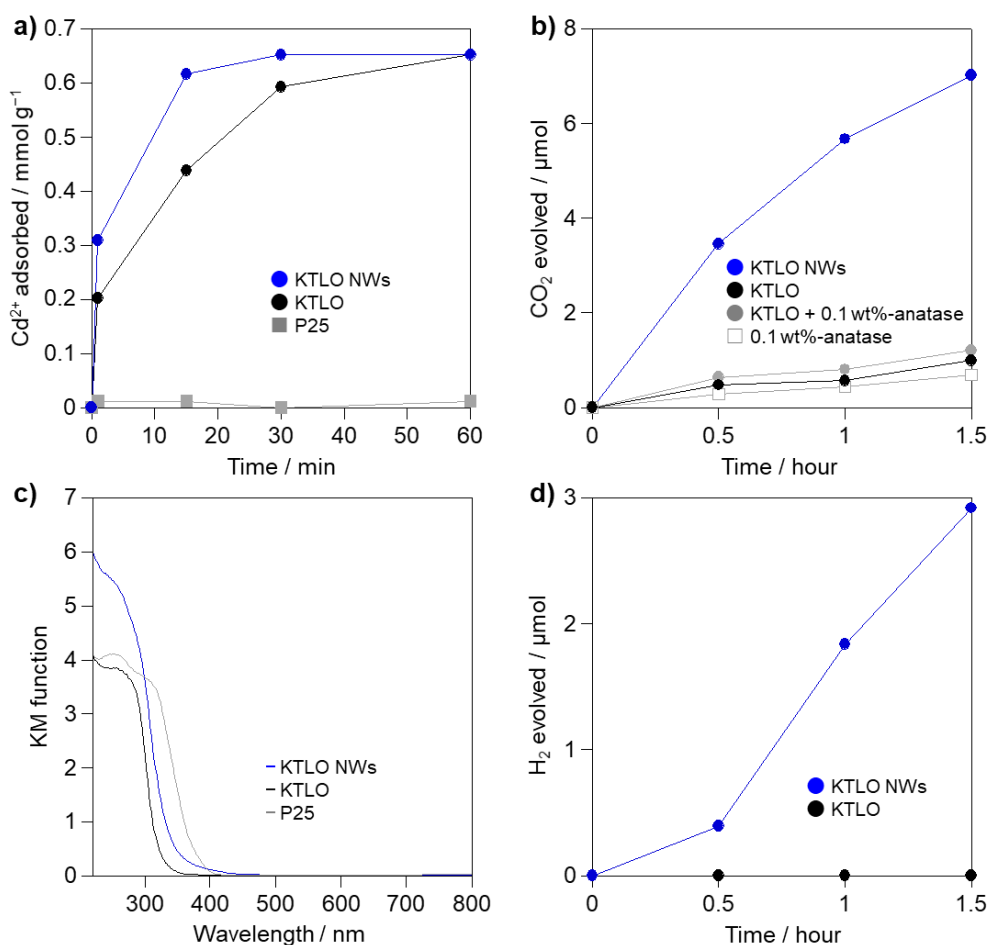 a)
0.7
0.6
0.5
0.4
0.3
0.2
0.1
0
Cd²⁺ adsorbed / mmol g⁻¹
KTLO NWs
KTLO
P25
0 10 20 30 40 50 60
Time / min
b)
8
6
4
2
0
CO₂ evolved / µmol
KTLO NWs
KTLO
KTLO + 0.1 wt%-anatase
0.1 wt%-anatase
0 0.5 1 1.5
Time / hour
c)
7
6
5
4
3
2
1
0
KM function
KTLO NWs
KTLO
P25
300 400 500 600 700 800
Wavelength / nm
d)
3
2
1
0
H₂ evolved / µmol
KTLO NWs
KTLO
0 0.5 1 1.5
Time / hour